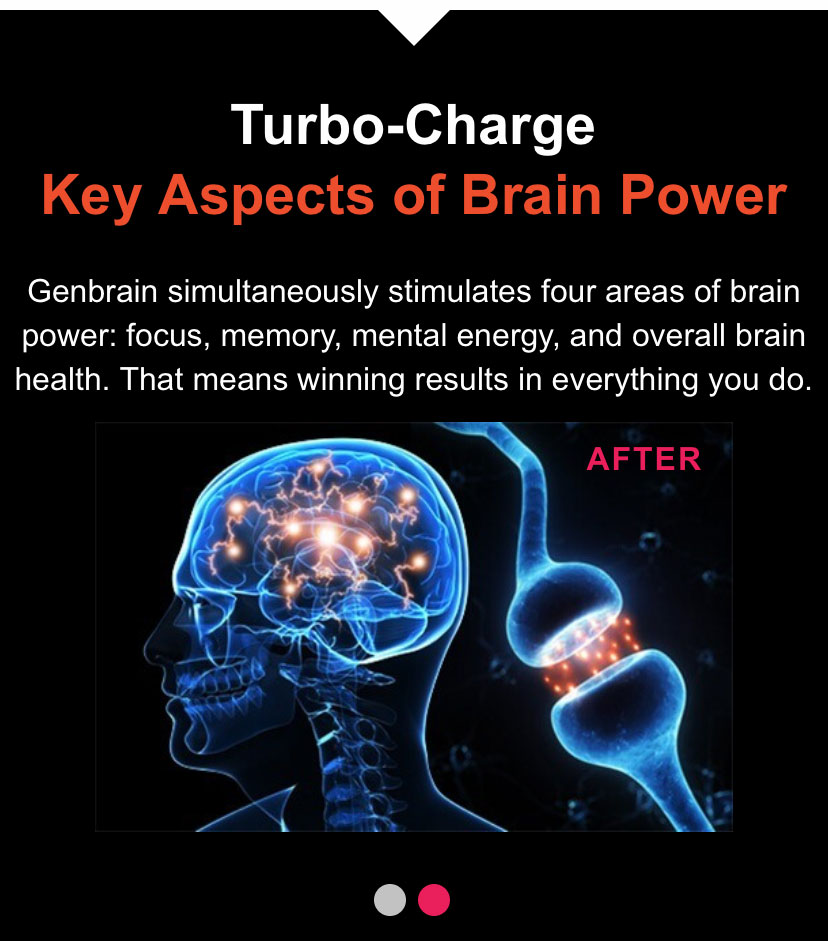 Turbo-Charge
Key Aspects of Brain Power
Genbrain simultaneously stimulates four areas of brain
power: focus, memory, mental energy, and overall brain
health. That means winning results in everything you do.
AFTER